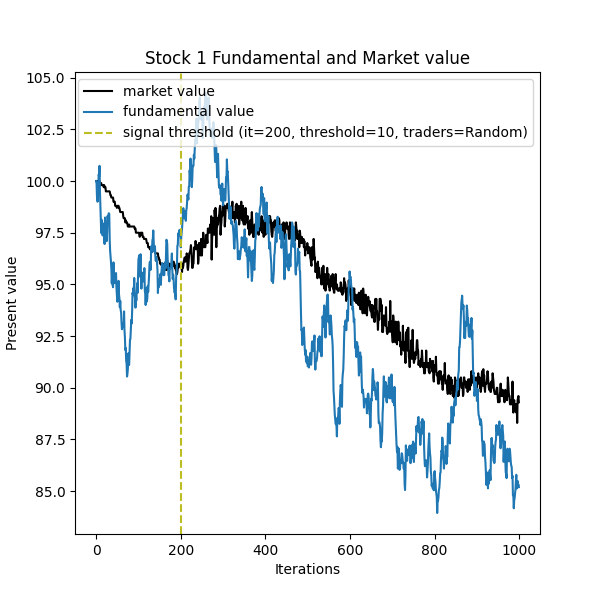 Stock 1 Fundamental and Market value
105.0
market value
fundamental value
102.5
signal threshold (it=200, threshold=10, traders=Random)
100.0
97.5
95.0
Present value
92.5
90.0
87.5
85.0
0 200 400 600 800 1000
Iterations